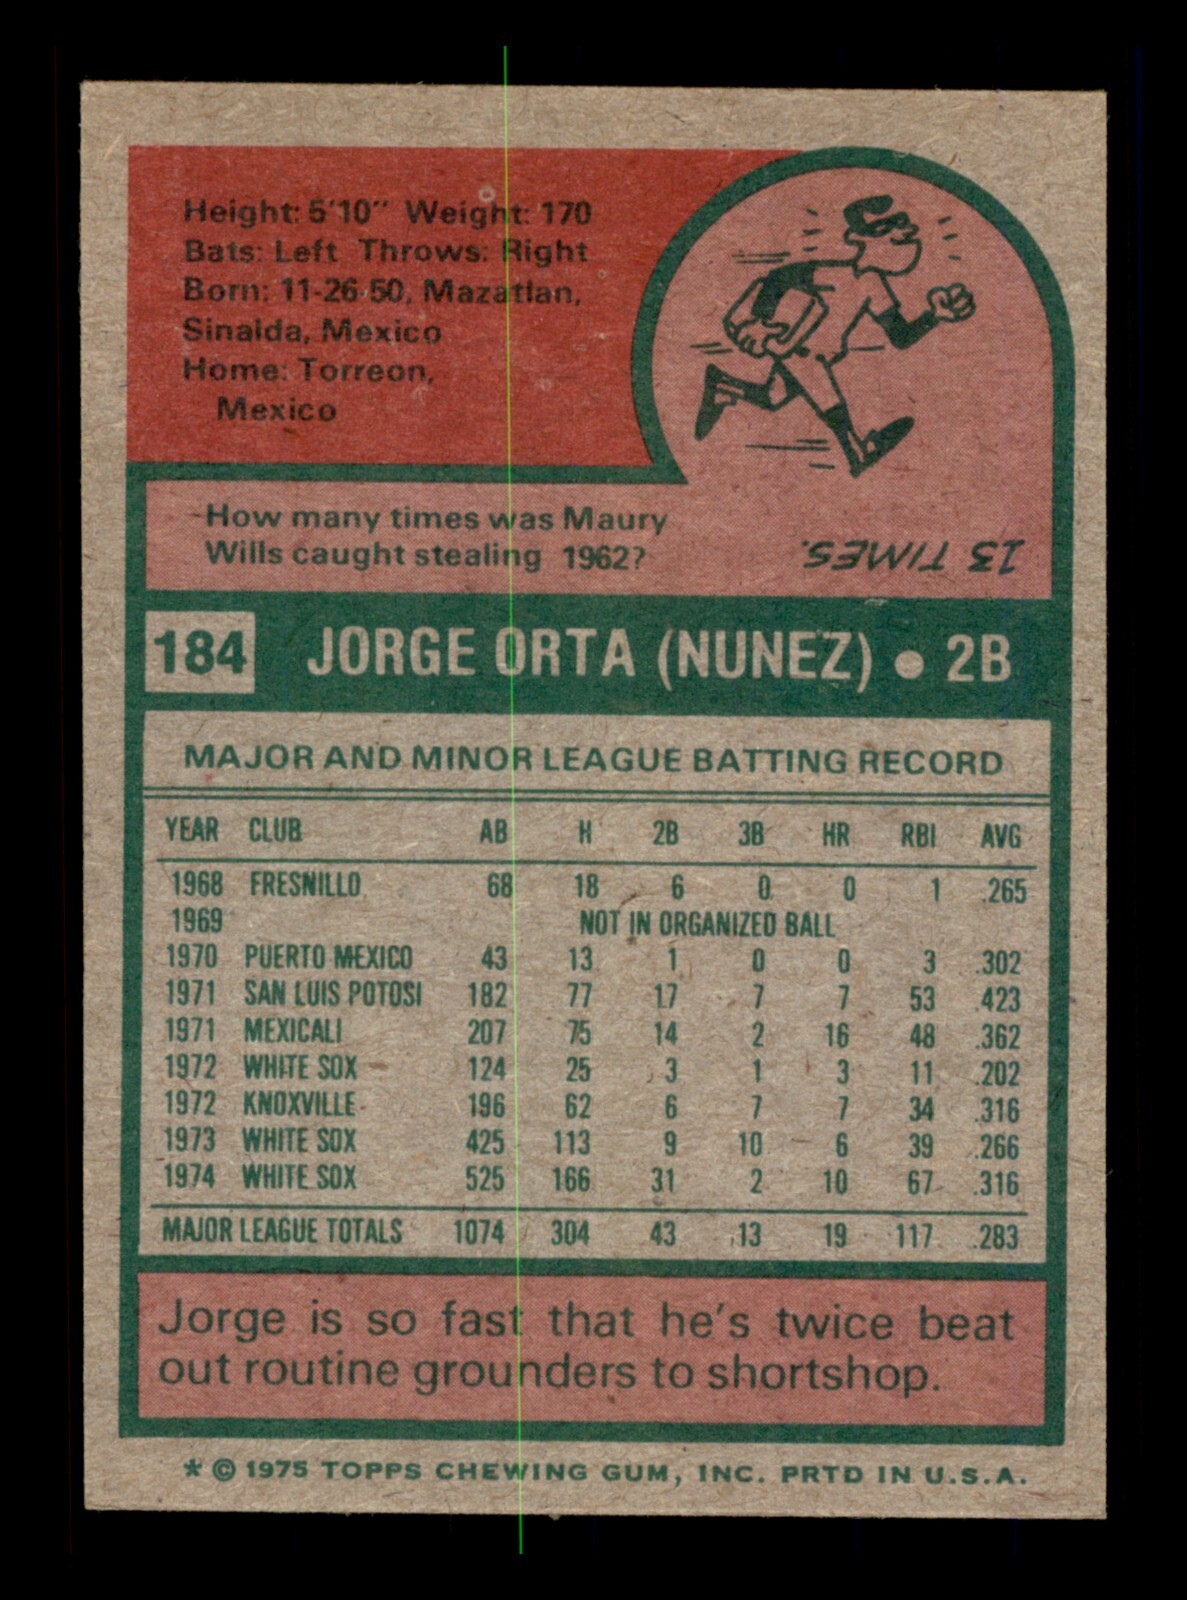 Height: 5'10" Weight: 170
Bats: Left Throws: Right
Born: 11-26-50, Mazatlan,
Sinalda, Mexico
Home: Torreon,
Mexico
How many times was Maury
Wills caught stealing 1962?
13 TIMES.
184 JORGE ORTA (NUNEZ) • 2B
MAJOR AND MINOR LEAGUE BATTING RECORD
YEAR CLUB AB H 2B 3B HR RBI AVG
1968 FRESNILLO 68 18 6 0 0 1 .265
1969 NOT IN ORGANIZED BALL
1970 PUERTO MEXICO 43 13 1 0 0 3 .302
1971 SAN LUIS POTOSI 182 77 17 7 7 53 .423
1971 MEXICALI 207 75 14 2 16 48 .362
1972 WHITE SOX 124 25 3 1 3 11 .202
1972 KNOXVILLE 196 62 6 7 7 34 .316
1973 WHITE SOX 425 113 9 10 6 39 .266
1974 WHITE SOX 525 166 31 2 10 67 .316
MAJOR LEAGUE TOTALS 1074 304 43 13 19 117 .283
Jorge is so fast that he's twice beat
out routine grounders to shortshop.
* © 1975 TOPPS CHEWING GUM, INC. PRTD IN U.S.A.